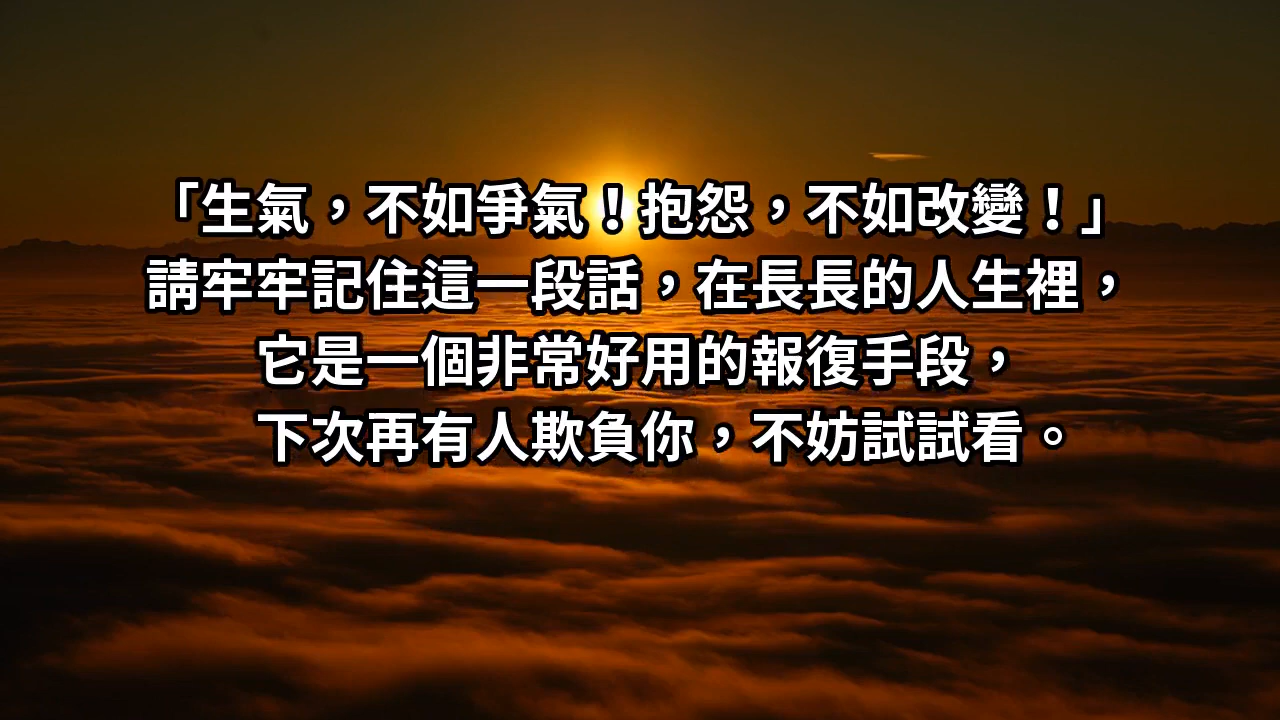 「生氣，不如爭氣！抱怨，不如改變！」
請牢牢記住這一段話，在長長的人生裡，
它是一個非常好用的報復手段，
下次再有人欺負你，不妨試試看。